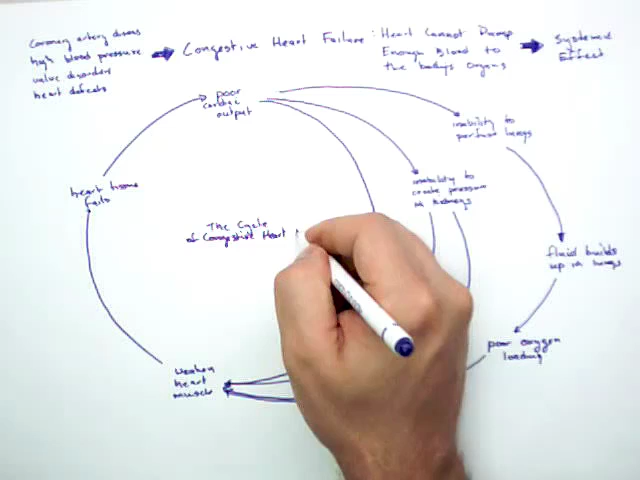 Coronary artery diseas
high blood pressure
valve disorders
heart defects
Congestive Heart Failure: Heart Cannot Pump
Enough Blood to
the body's Organs
Systemic
Effect
poor
cardiac
output
inability to
perfuse lungs
inability to
create pressure
in kidneys
heart tissue
fails
The Cycle
of Congestive Heart
fluid builds
up in lungs
poor oxygen
loading
Weaken
heart
muscle